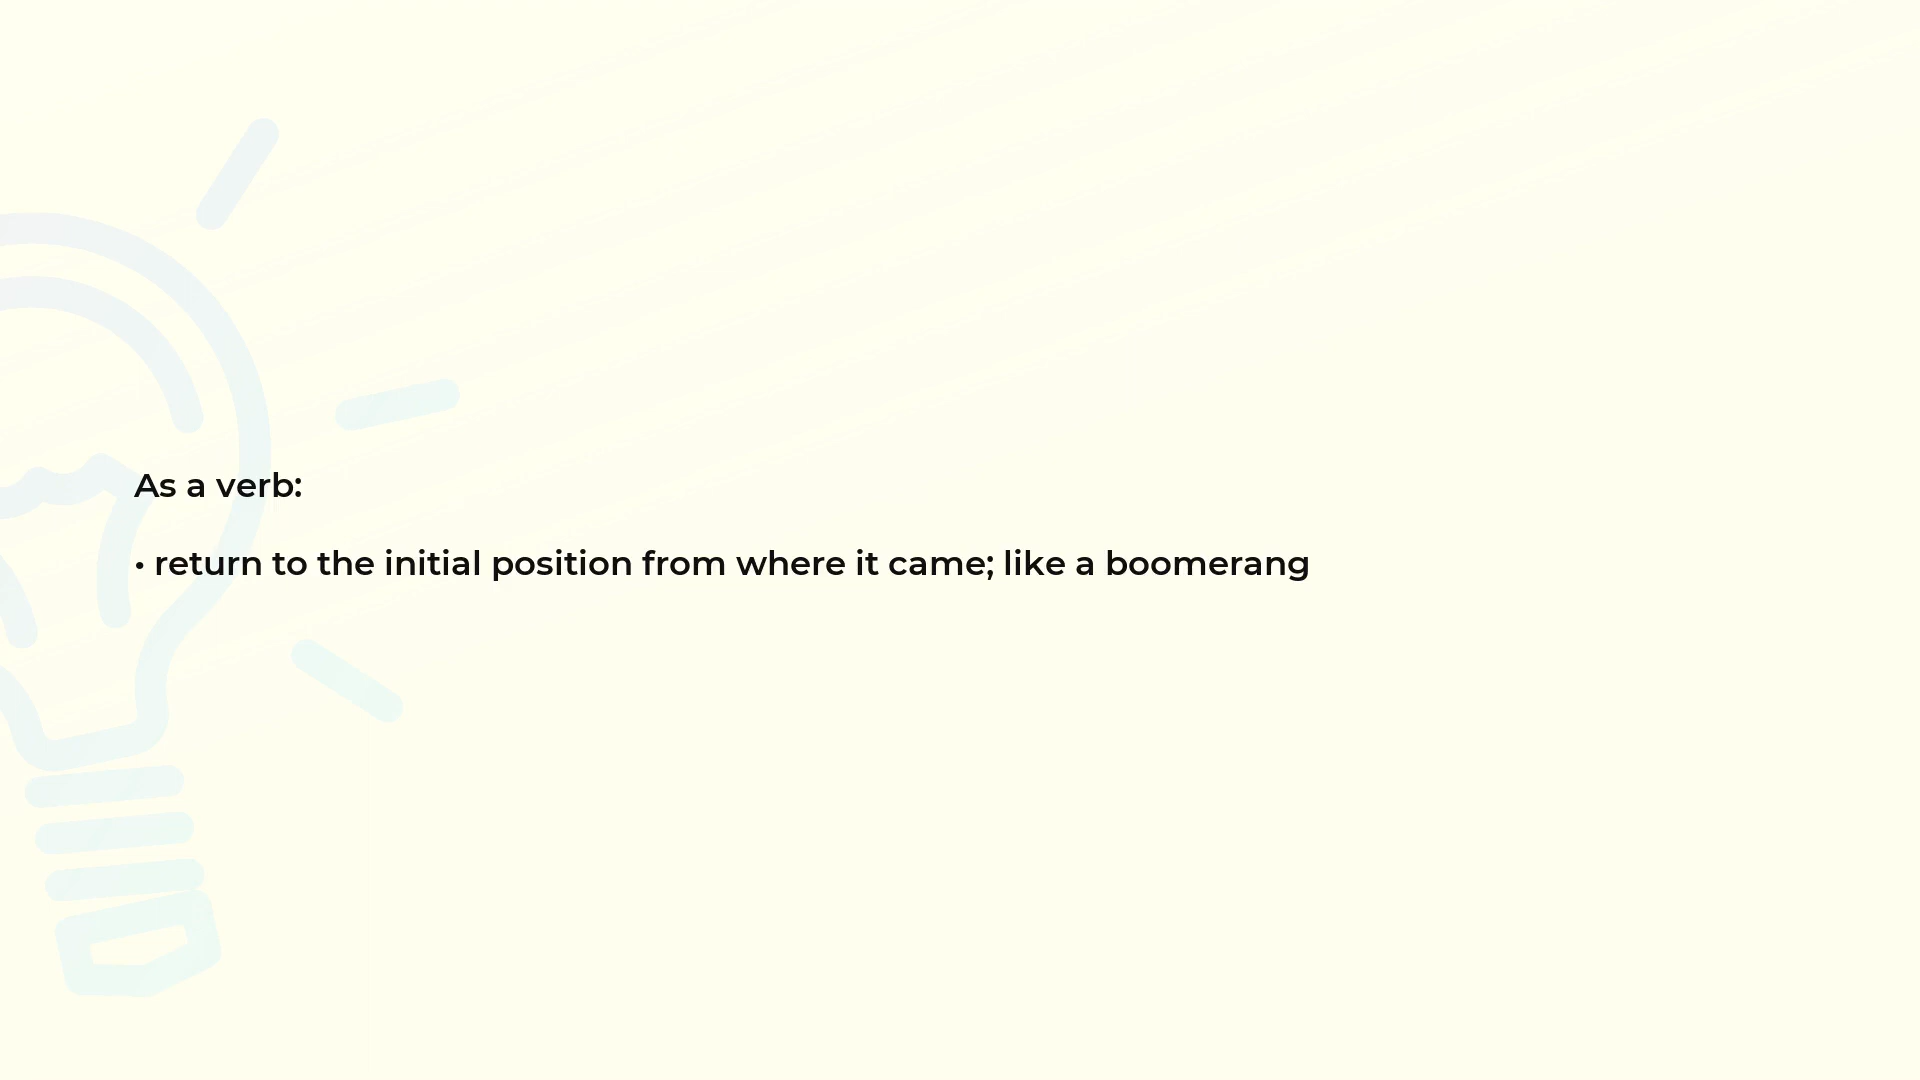 As a verb:
• return to the initial position from where it came; like a boomerang